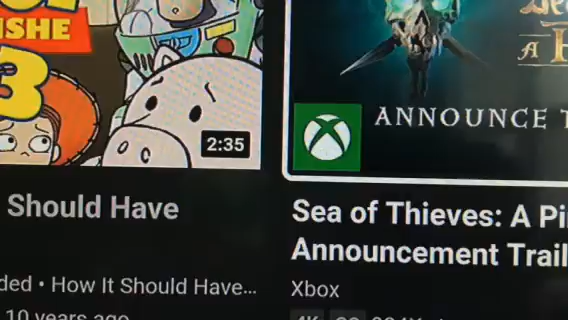 ISHE
3
2:35
Should Have
ded • How It Should Have...
10 years ago
A
ANNOUNCE T
Sea of Thieves: A Pi
Announcement Trail
Xbox
4K